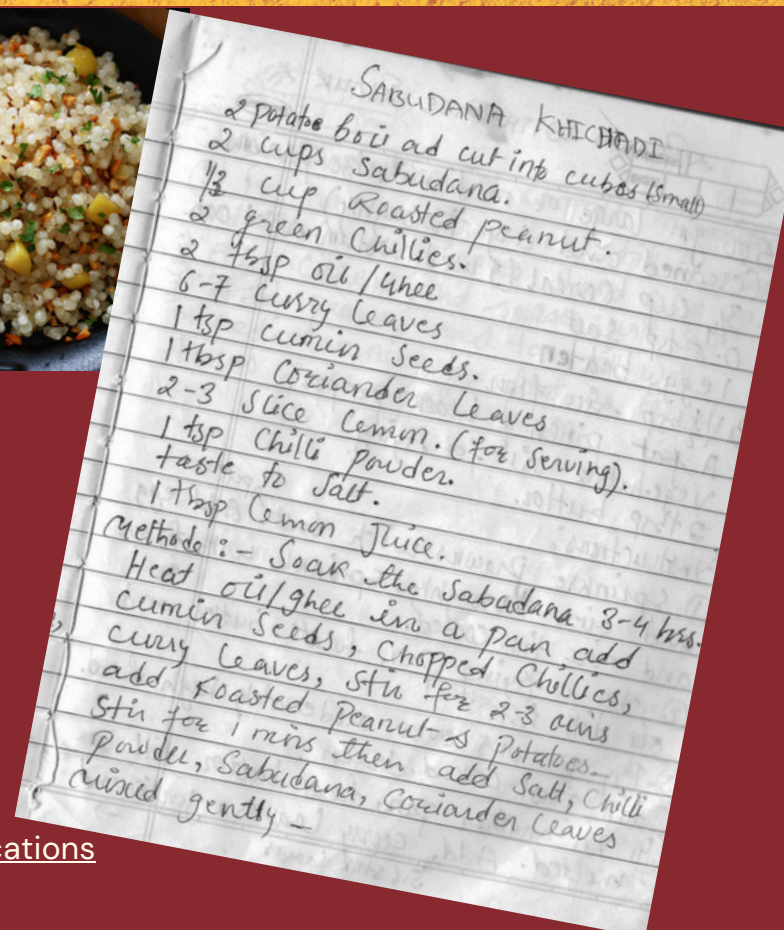 SABUDANA KHICHADI
2 potatoe boil ad cut into cubes (small)
2 cups Sabudana.
1/2 cup Roasted peanut.
2 green Chillies.
2 tbsp oil / Ghee
6-7 curry leaves
1 tsp cumin seeds.
1 tbsp Coriander Leaves
2-3 slice lemon. (for serving).
1 tsp Chilli powder.
taste to Salt.
1 tbsp lemon Juice.
Methode :- Soak the Sabudana 3-4 hrs.
Heat oil/ghee in a pan add
cumin seeds, Chopped Chillies,
curry leaves, stir for 2-3 mins
add roasted Peanut-s Potatoes-
Stir for 1 mins then add Salt, chilli
Powder, Sabudana, Coriander leaves
mixed gently -
cations